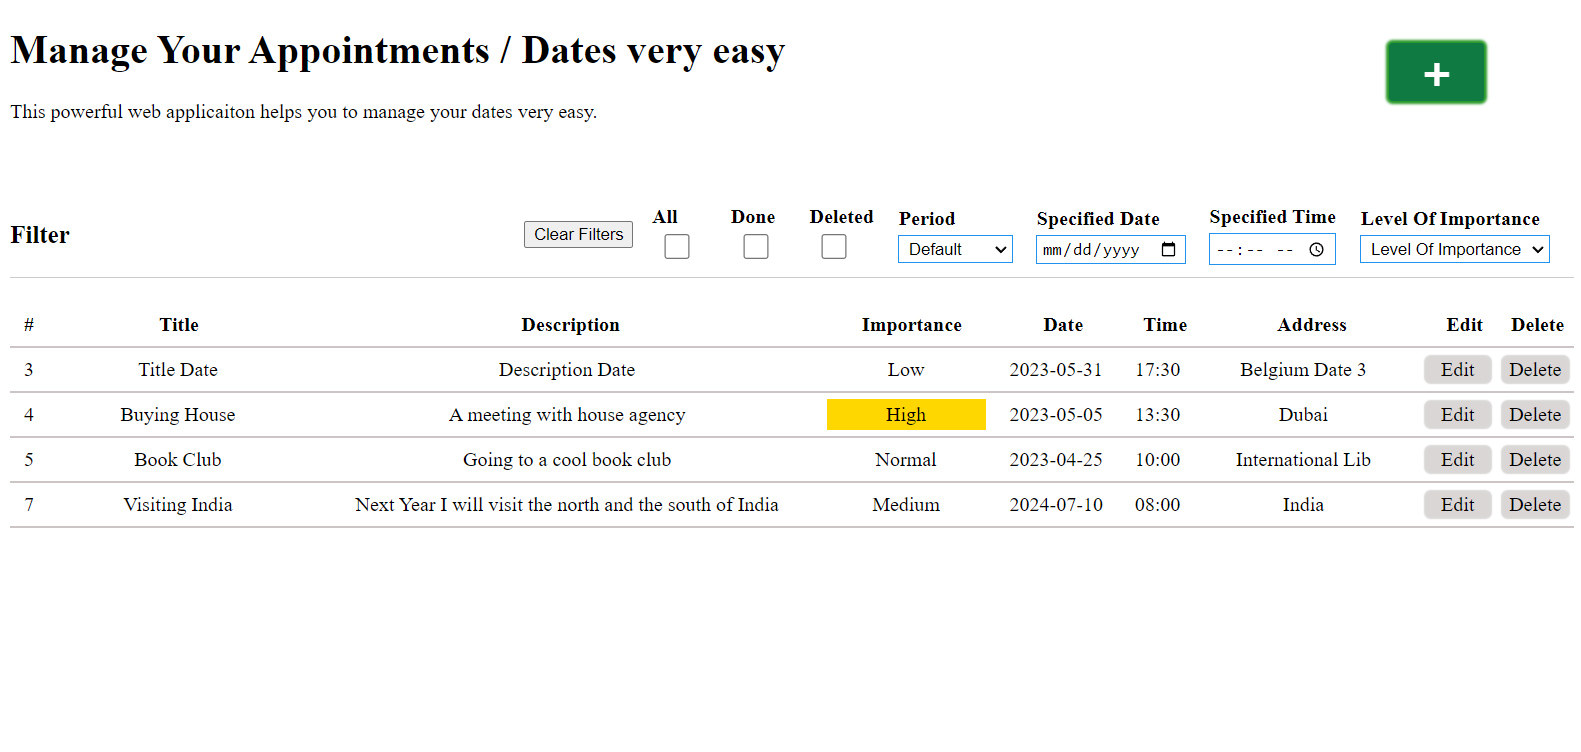 Manage Your Appointments / Dates very easy
+
This powerful web applicaiton helps you to manage your dates very easy.
Filter
Clear Filters
All
Done
Deleted
Period
Default
Specified Date
mm/dd/yyyy
Specified Time
--:-- --
Level Of Importance
Level Of Importance
# Title Description Importance Date Time Address Edit Delete
3 Title Date Description Date Low 2023-05-31 17:30 Belgium Date 3 Edit Delete
4 Buying House A meeting with house agency High 2023-05-05 13:30 Dubai Edit Delete
5 Book Club Going to a cool book club Normal 2023-04-25 10:00 International Lib Edit Delete
7 Visiting India Next Year I will visit the north and the south of India Medium 2024-07-10 08:00 India Edit Delete